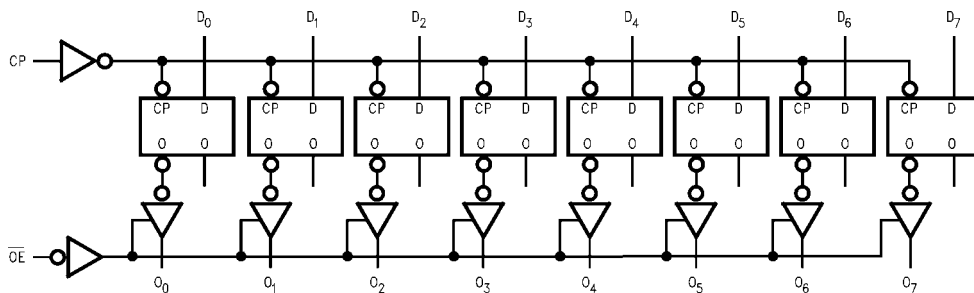 D0 D1 D2 D3 D4 D5 D6 D7
CP
CP D CP D CP D CP D CP D CP D CP D CP D
O O O O O O O O O O O O O O O O
OE
O0 O1 O2 O3 O4 O5 O6 O7